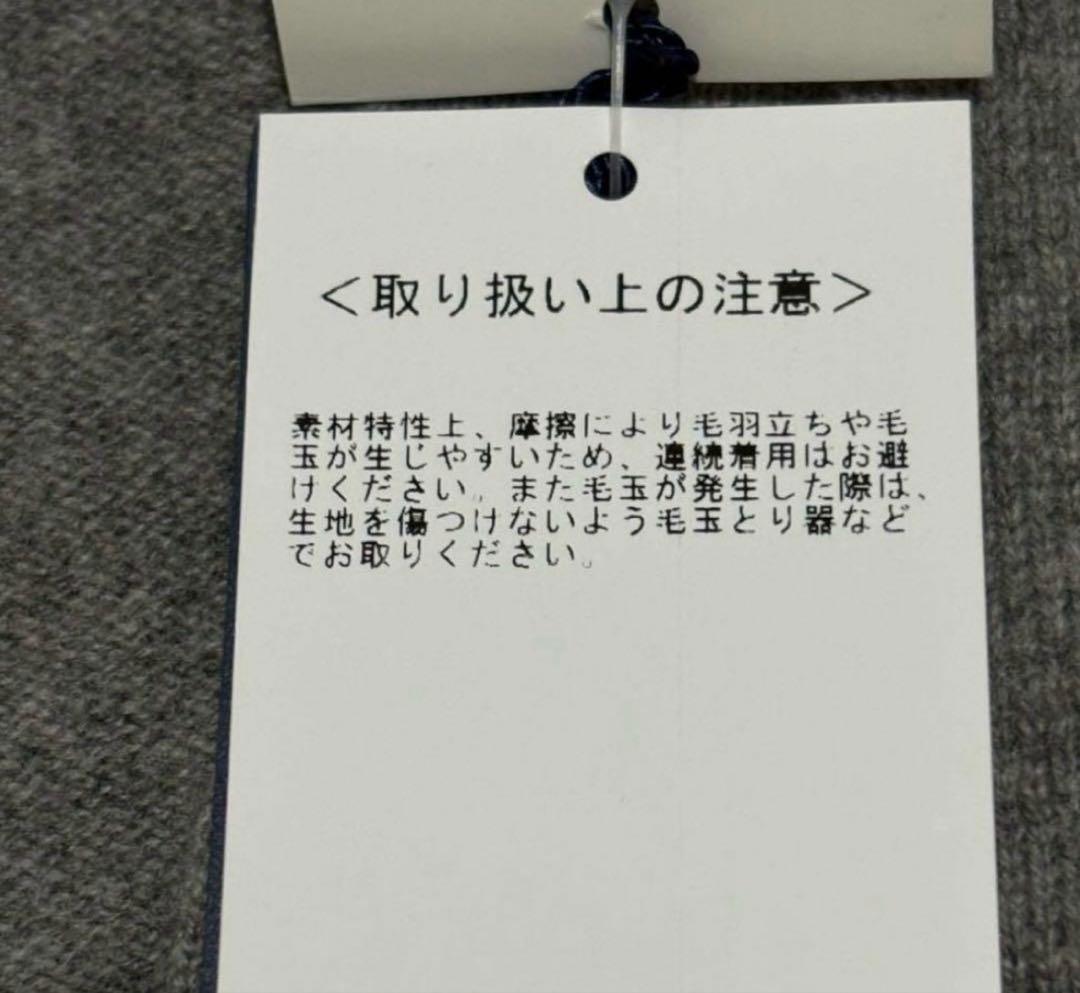 ＜取り扱い上の注意＞
素材特性上、摩擦により毛羽立ちや毛
玉が生じやすいため、連続着用はお避
けください。また毛玉が発生した際は、
生地を傷つけないよう毛玉とり器など
でお取りください。